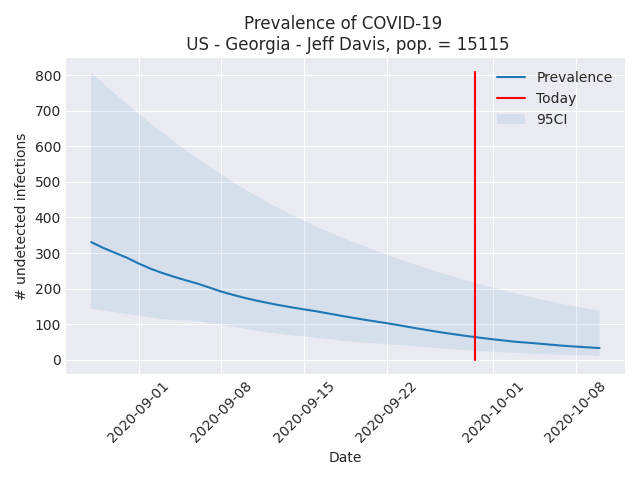 Prevalence of COVID-19
US - Georgia - Jeff Davis, pop. = 15115
Prevalence
Today
95CI
# undetected infections
800
700
600
500
400
300
200
100
0
2020-09-01
2020-09-08
2020-09-15
2020-09-22
2020-10-01
2020-10-08
Date